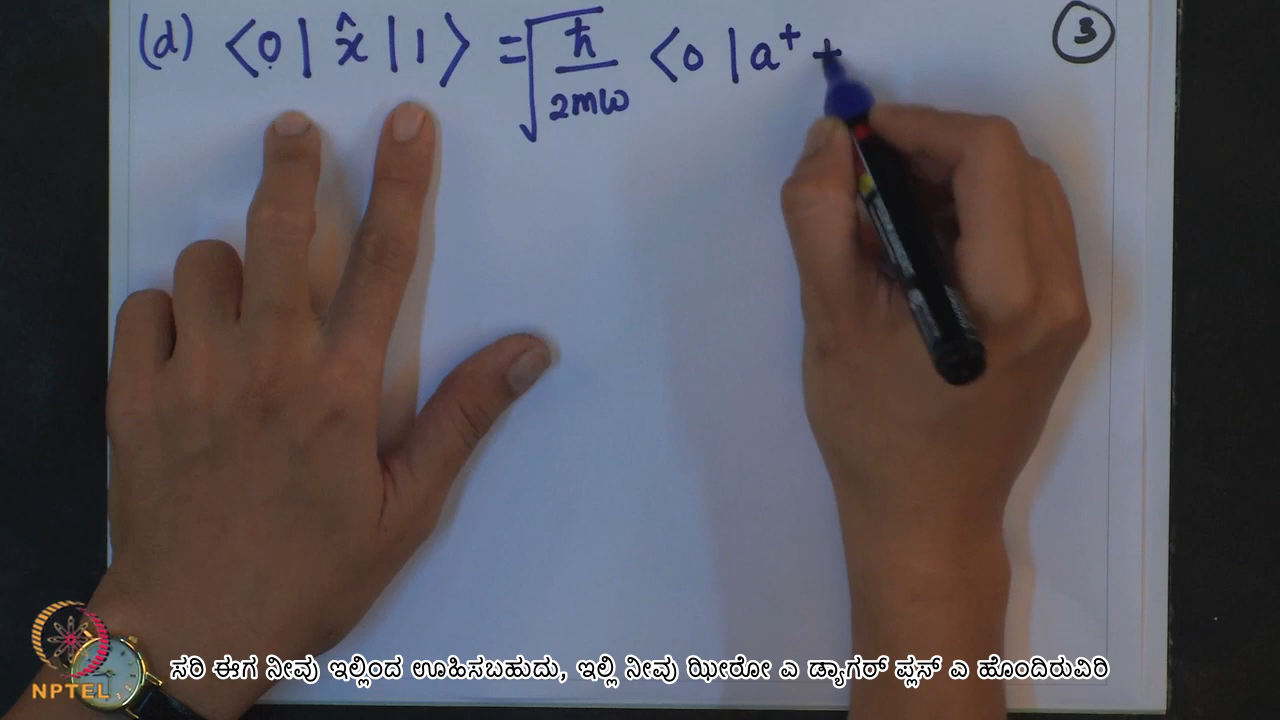 (d) ⟨0| x̂ |1⟩ = √ ħ/2mω ⟨0|a⁺ +
3
NPTEL
ಸರಿ ಈಗ ನೀವು ಇಲ್ಲಿಂದ ಊಹಿಸಬಹುದು, ಇಲ್ಲಿ ನೀವು ಝೀರೋ ಎ ಡ್ಯಾಗರ್ ಪ್ಲಸ್ ಎ ಹೊಂದಿರುವಿರಿ